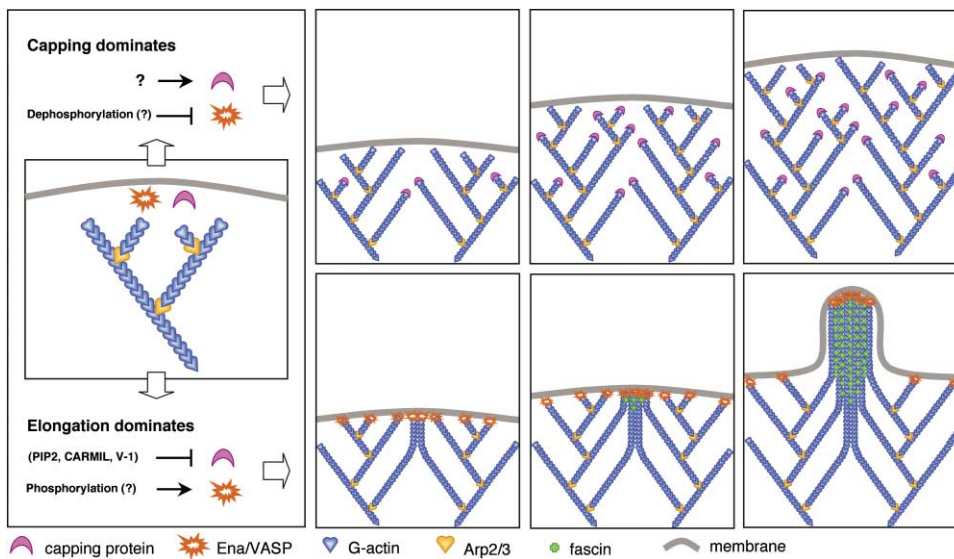 Capping dominates
?
Dephosphorylation (?)
Elongation dominates
(PIP2, CARMIL, V-1)
Phosphorylation (?)
capping protein
Ena/VASP
G-actin
Arp2/3
fascin
membrane